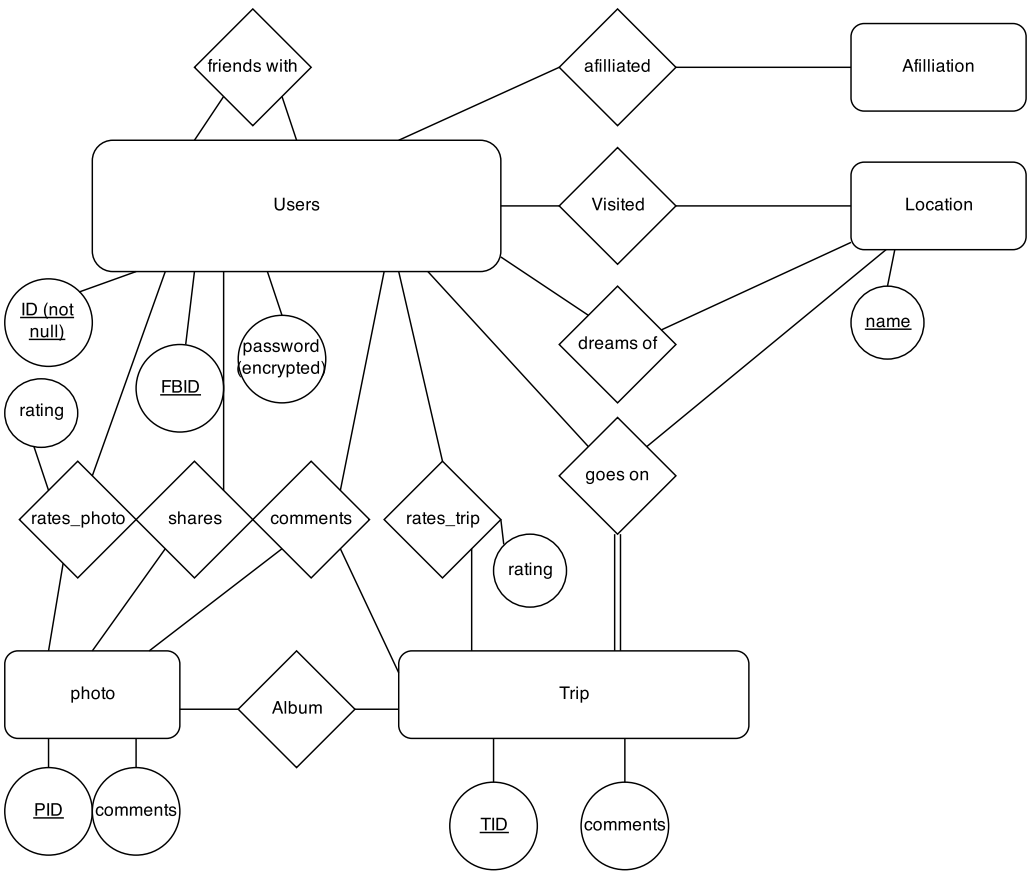 friends with
afilliated
Afilliation
Users
Visited
Location
ID (not
null)
password
(encrypted)
dreams of
name
FBID
rating
goes on
rates_photo
shares
comments
rates_trip
rating
photo
Album
Trip
PID
comments
TID
comments